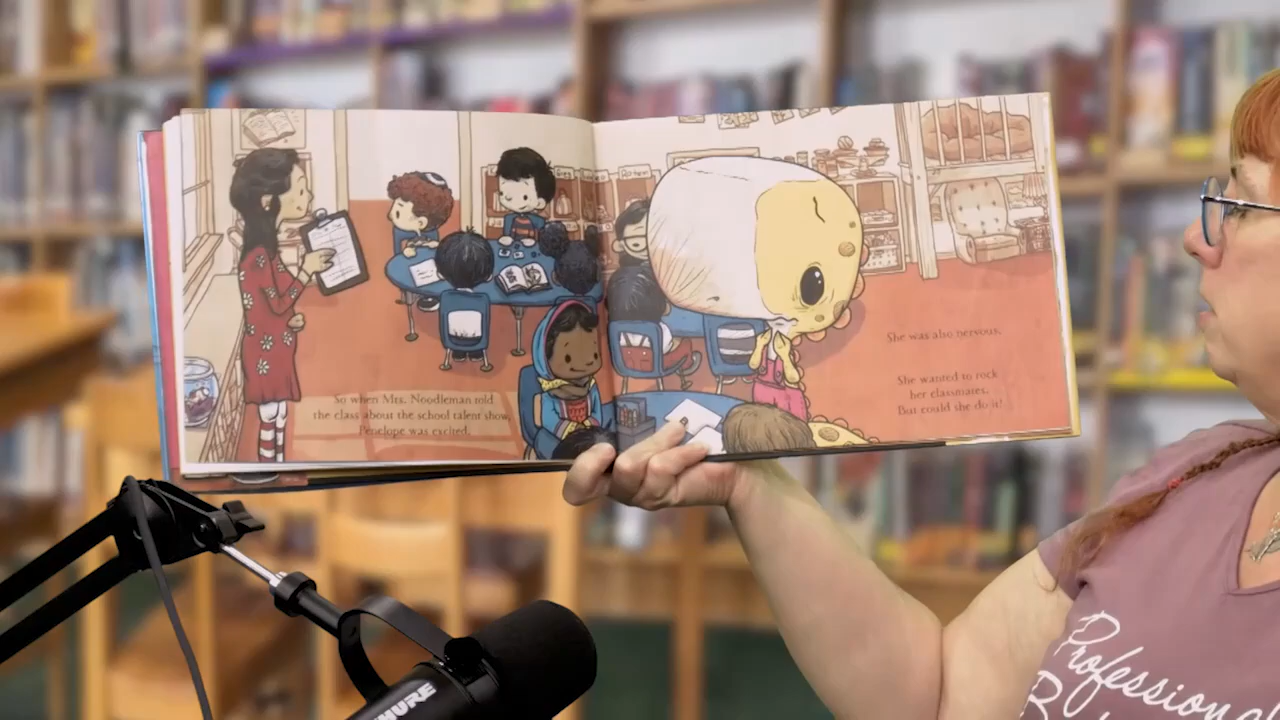 So when Mrs. Noodleman told
the class about the school talent show,
Penelope was excited.
She was also nervous.
She wanted to rock
her classmates.
But could she do it?
SHURE
Professional